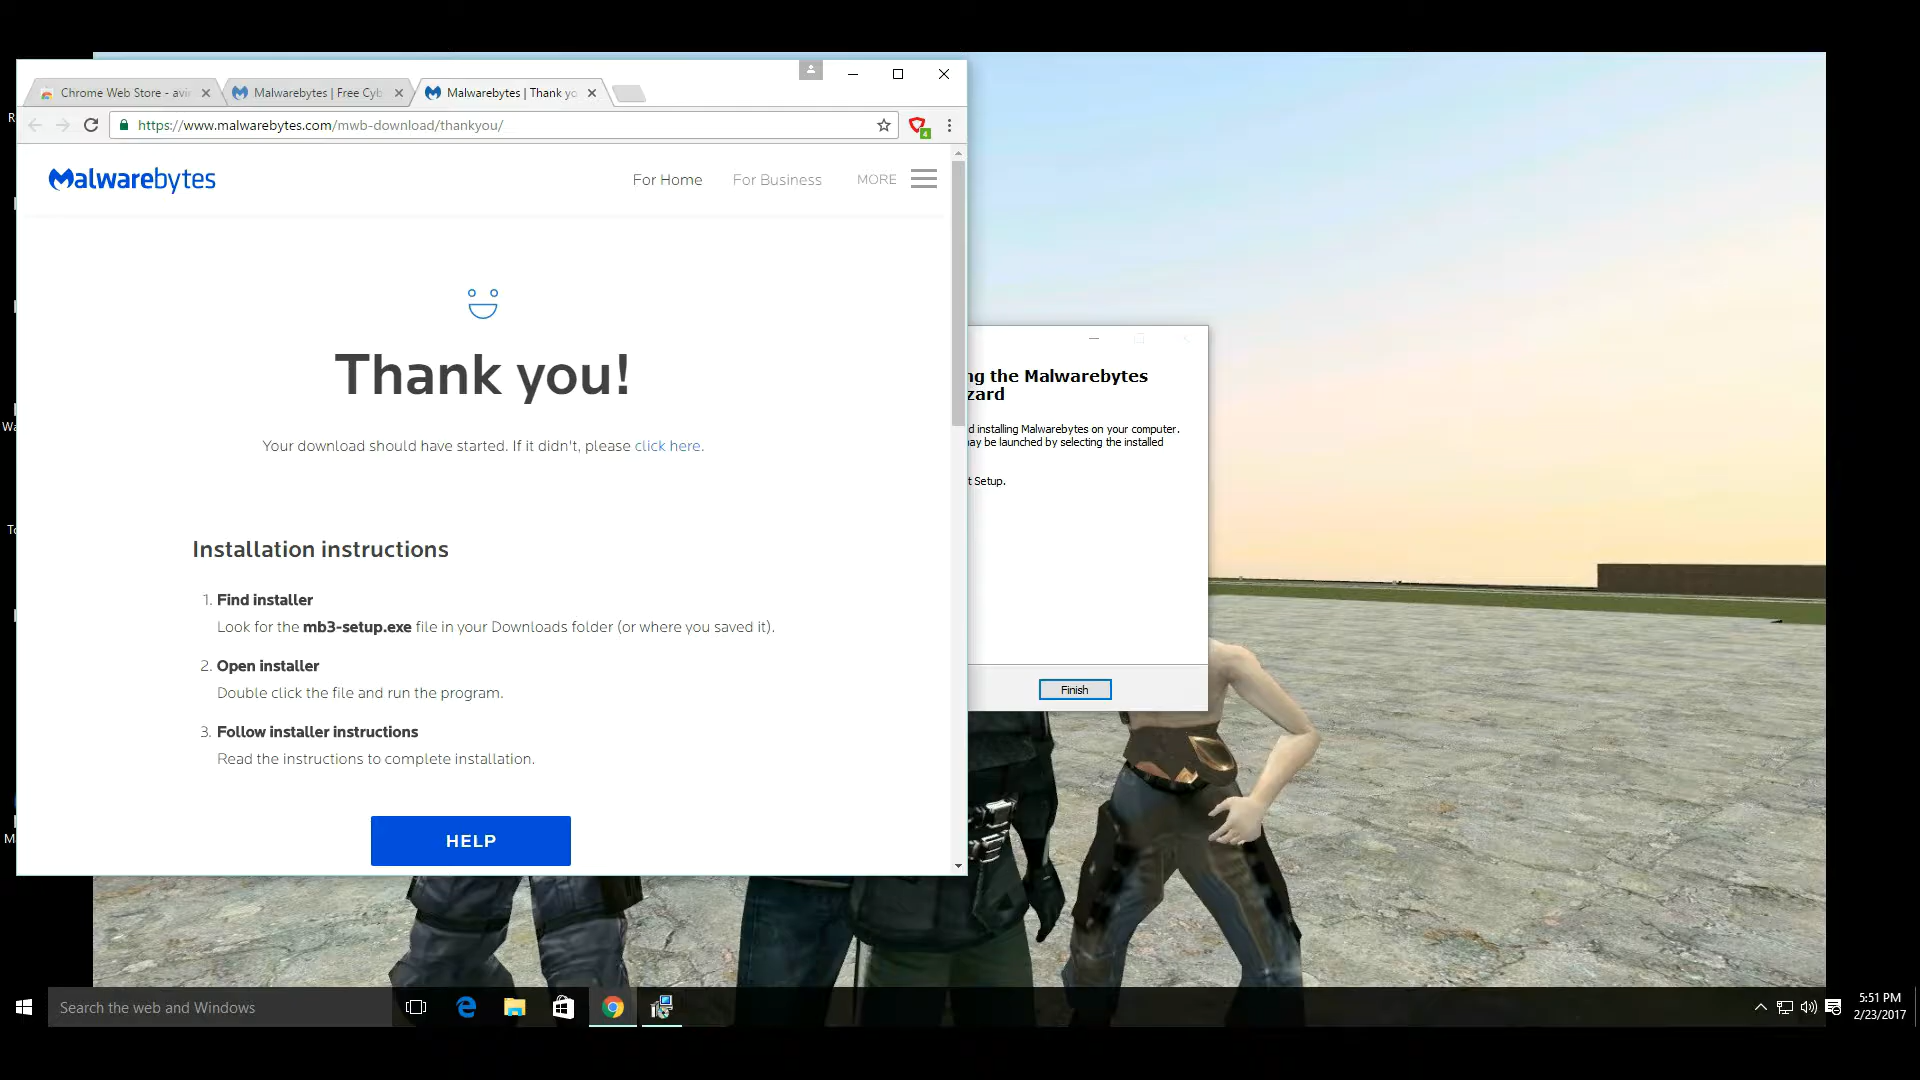 Chrome Web Store - avi
Malwarebytes | Free Cyb
Malwarebytes | Thank yo
https://www.malwarebytes.com/mwb-download/thankyou/
4
Malwarebytes
For Home
For Business
MORE
Thank you!
Your download should have started. If it didn't, please click here.
Installation instructions
1. Find installer
Look for the mb3-setup.exe file in your Downloads folder (or where you saved it).
2. Open installer
Double click the file and run the program.
3. Follow installer instructions
Read the instructions to complete installation.
HELP
ng the Malwarebytes
zard
d installing Malwarebytes on your computer.
ay be launched by selecting the installed
t Setup.
Finish
R
Wa
To
M
Search the web and Windows
5:51 PM
2/23/2017